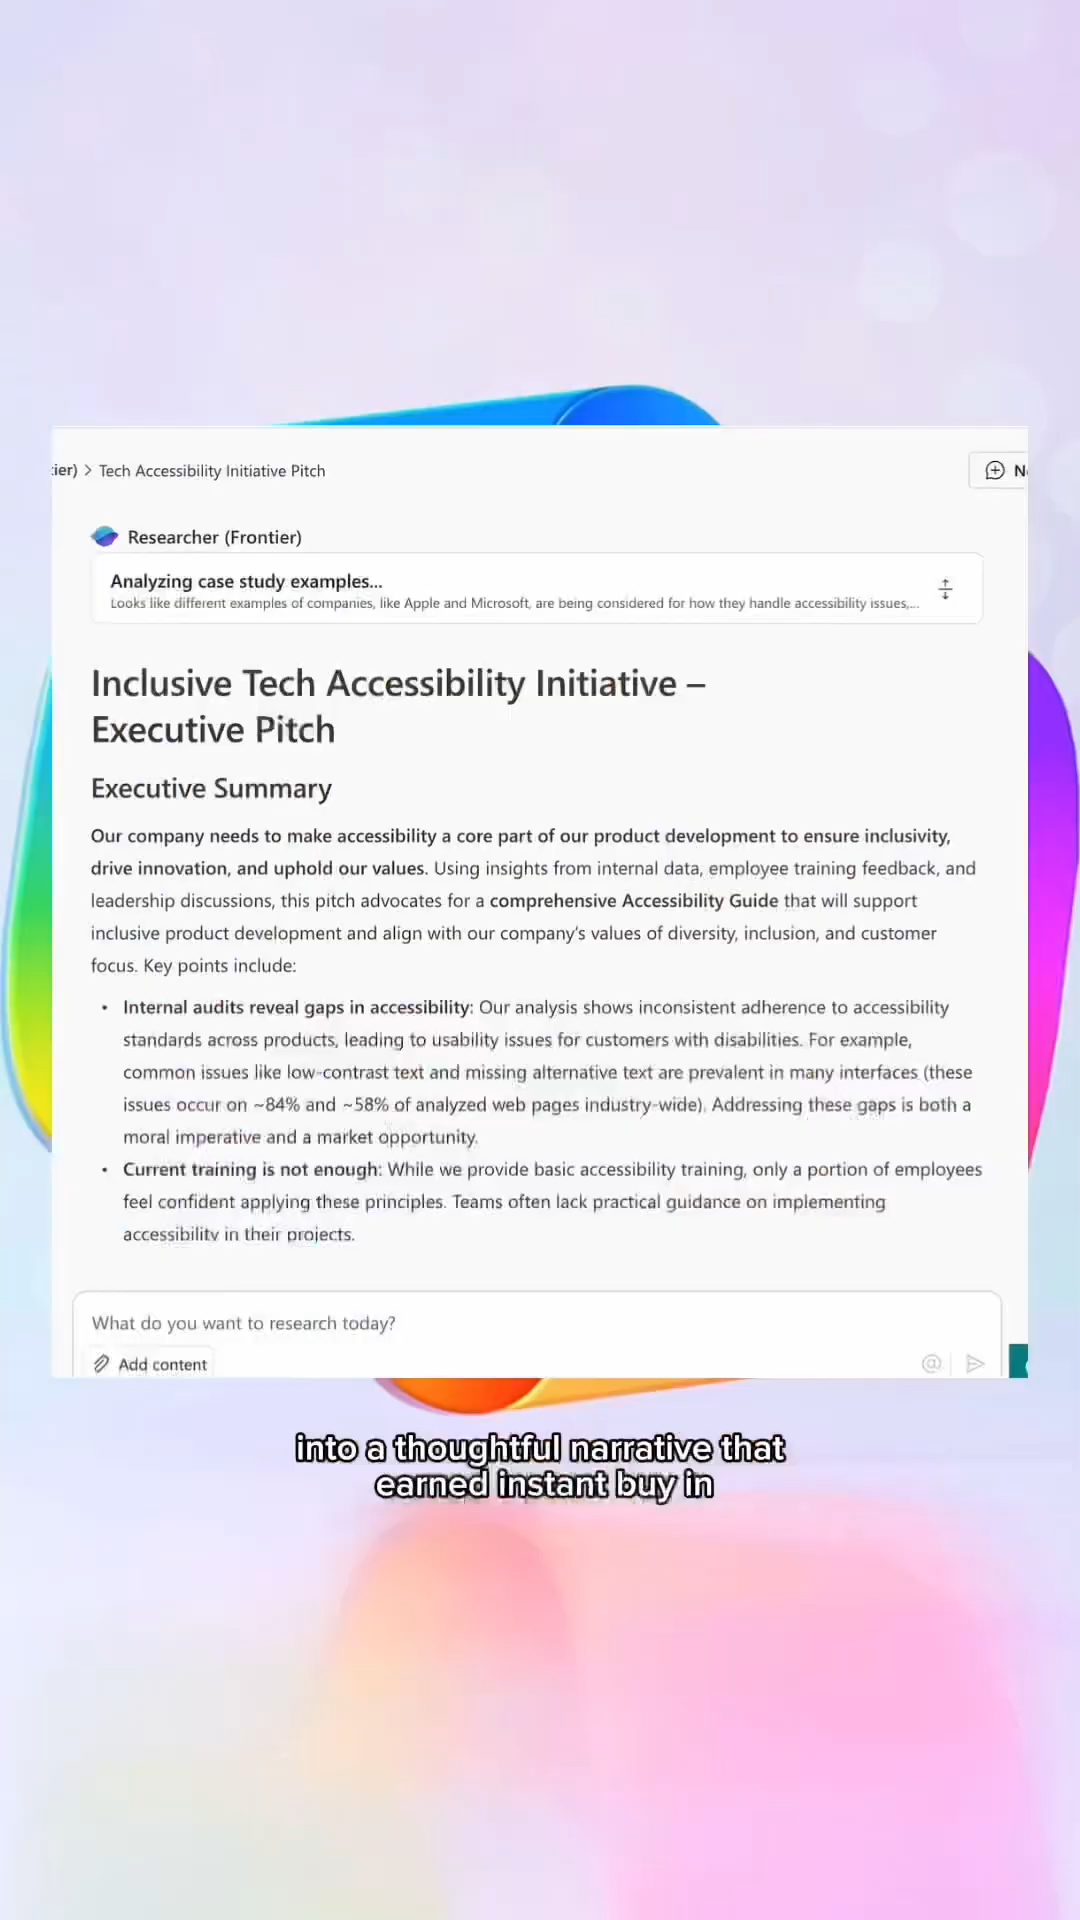 ier) > Tech Accessibility Initiative Pitch
Researcher (Frontier)
Analyzing case study examples...
Looks like different examples of companies, like Apple and Microsoft, are being considered for how they handle accessibility issues,...
Inclusive Tech Accessibility Initiative –
Executive Pitch
Executive Summary
Our company needs to make accessibility a core part of our product development to ensure inclusivity,
drive innovation, and uphold our values. Using insights from internal data, employee training feedback, and
leadership discussions, this pitch advocates for a comprehensive Accessibility Guide that will support
inclusive product development and align with our company's values of diversity, inclusion, and customer
focus. Key points include:
• Internal audits reveal gaps in accessibility: Our analysis shows inconsistent adherence to accessibility
standards across products, leading to usability issues for customers with disabilities. For example,
common issues like low-contrast text and missing alternative text are prevalent in many interfaces (these
issues occur on ~84% and ~58% of analyzed web pages industry-wide). Addressing these gaps is both a
moral imperative and a market opportunity.
• Current training is not enough: While we provide basic accessibility training, only a portion of employees
feel confident applying these principles. Teams often lack practical guidance on implementing
accessibility in their projects.
What do you want to research today?
Add content @
into a thoughtful narrative that
earned instant buy in